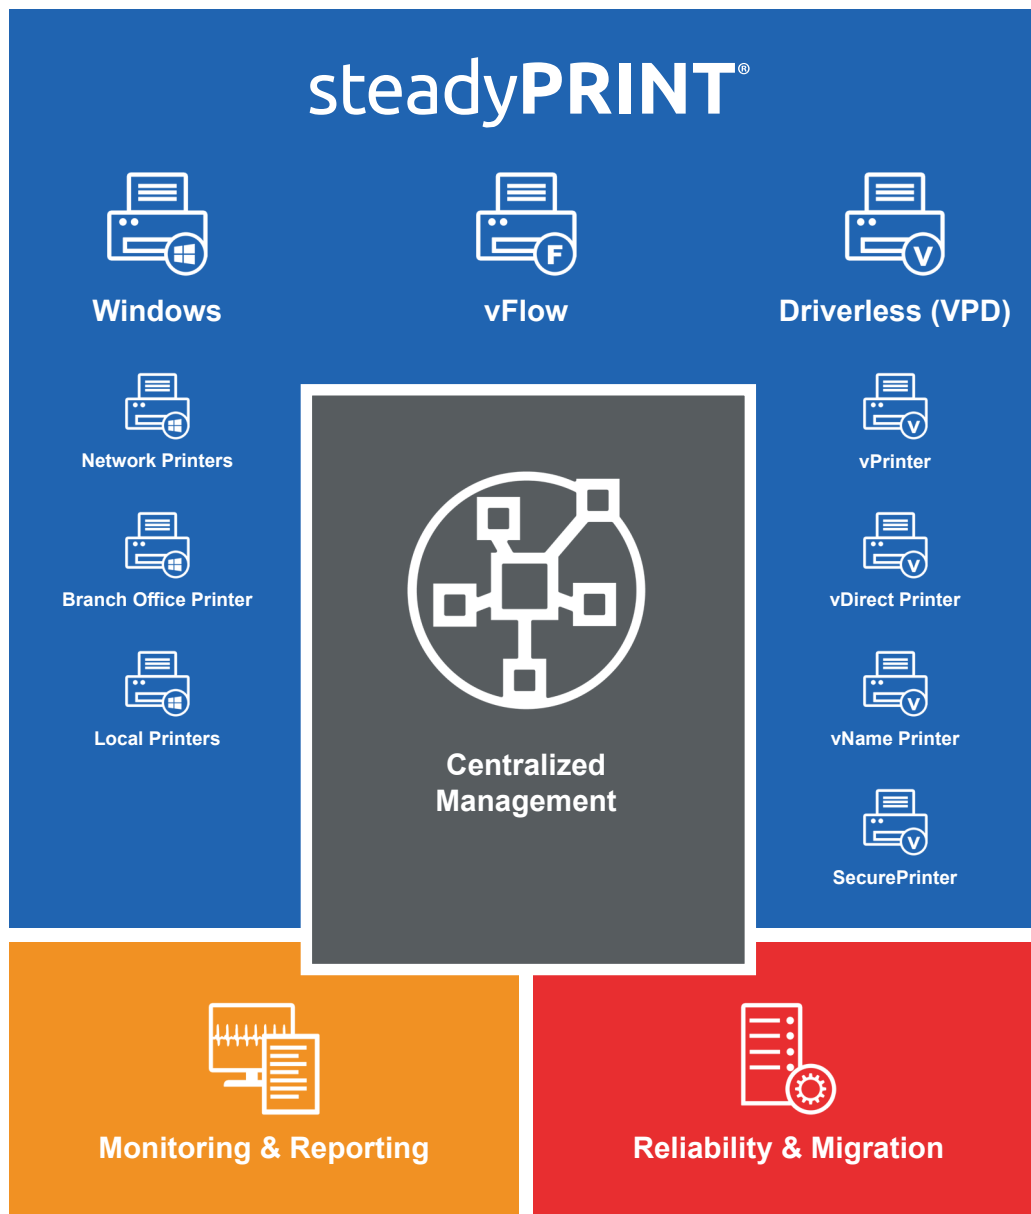 steadyPRINT®
Windows
vFlow
Driverless (VPD)
Network Printers
Branch Office Printer
Local Printers
Centralized
Management
vPrinter
vDirect Printer
vName Printer
SecurePrinter
Monitoring & Reporting
Reliability & Migration